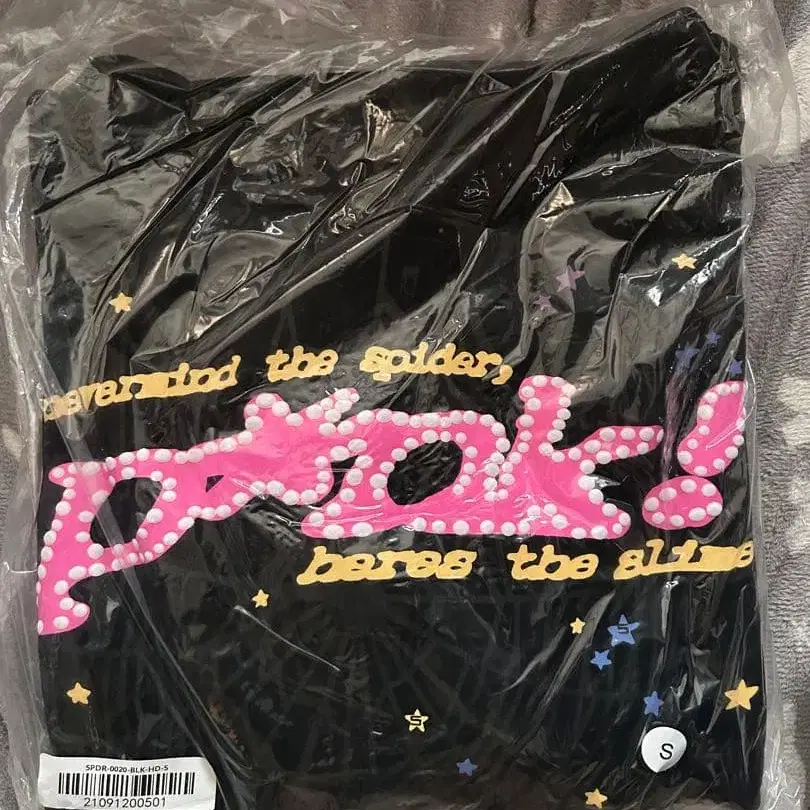 nevermind the spider,
p*nk!
heres the slime
S
SPDR-0020-BLK-HD-S
21091200501